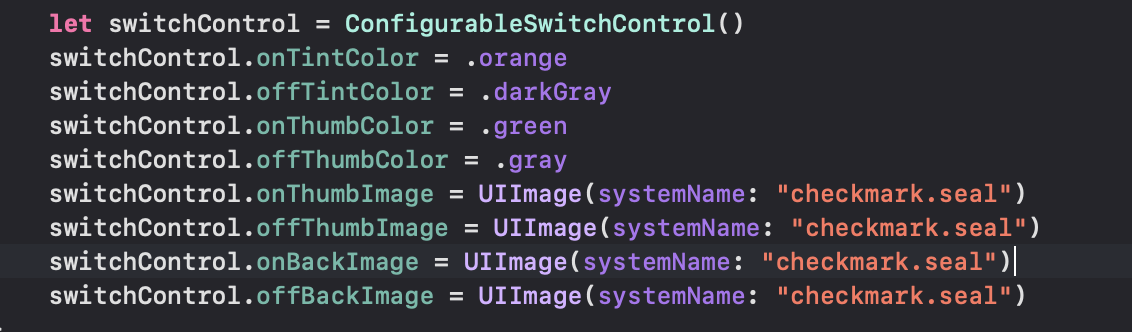 let switchControl = ConfigurableSwitchControl()
switchControl.onTintColor = .orange
switchControl.offTintColor = .darkGray
switchControl.onThumbColor = .green
switchControl.offThumbColor = .gray
switchControl.onThumbImage = UIImage(systemName: "checkmark.seal")
switchControl.offThumbImage = UIImage(systemName: "checkmark.seal")
switchControl.onBackImage = UIImage(systemName: "checkmark.seal")
switchControl.offBackImage = UIImage(systemName: "checkmark.seal")